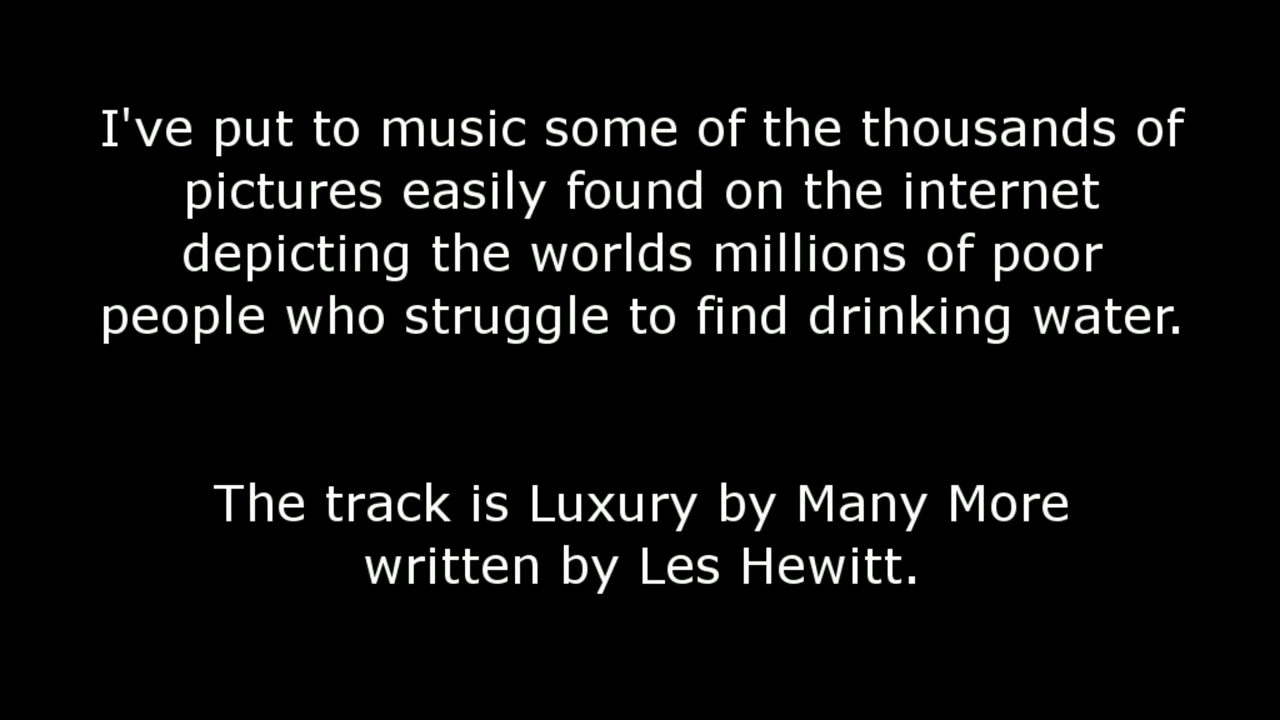 I've put to music some of the thousands of
pictures easily found on the internet
depicting the worlds millions of poor
people who struggle to find drinking water.
The track is Luxury by Many More
written by Les Hewitt.